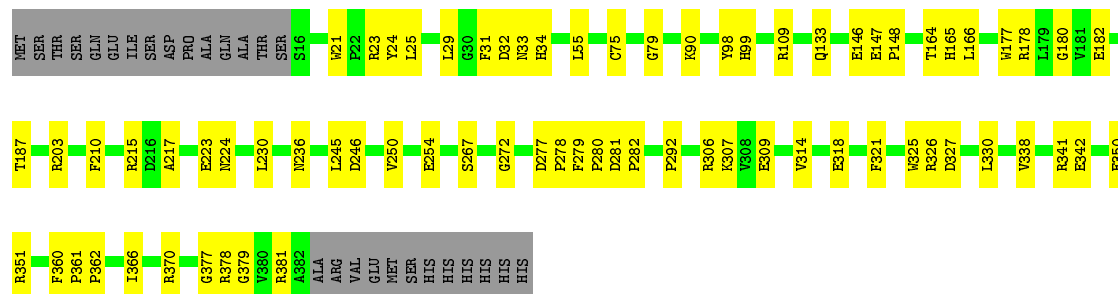 MET SER THR SER GLN GLU ILE SER ASP PRO ALA GLN ALA THR SER S16 W21 P22 R23 Y24 L25 L29 G30 F31 D32 N33 H34 L55 C75 G79 K90 Y98 H99 R109 Q133 E146 E147 P148 T164 H165 L166 W177 R178 L179 G180 V181 E182
T187 R203 F210 R215 D216 A217 E223 N224 L230 N236 L245 D246 V250 E254 S267 G272 D277 P278 F279 P280 D281 P282 P292 R306 K307 V308 E309 V314 E318 F321 W325 R326 D327 L330 V338 R341 E342
R351 F360 P361 P362 I366 R370 G377 R378 G379 V380 R381 A382 ALA ARG VAL GLU MET SER HIS HIS HIS HIS HIS HIS